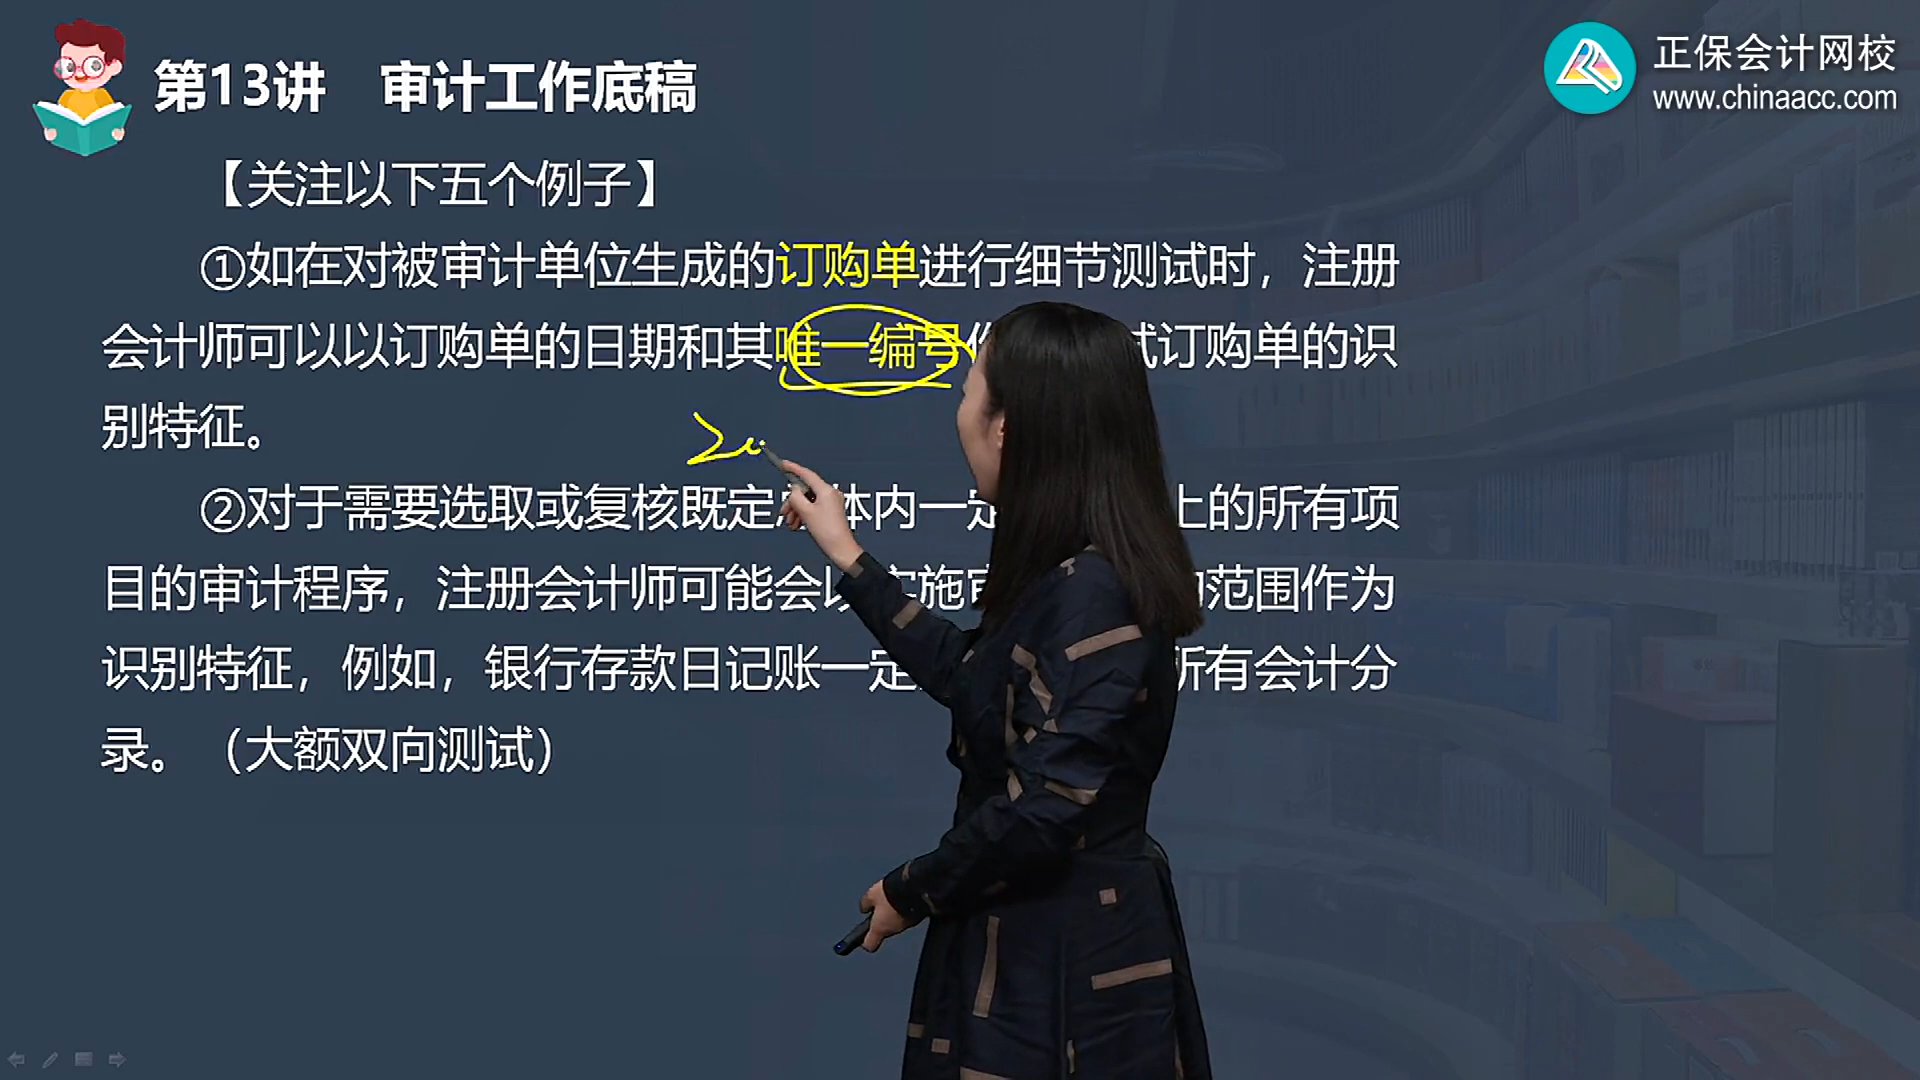 第13讲 审计工作底稿
正保会计网校
www.chinaacc.com
【关注以下五个例子】
①如在对被审计单位生成的订购单进行细节测试时，注册
会计师可以以订购单的日期和其唯一编号 订购单的识
别特征。
②对于需要选取或复核既定 体内一定 上的所有项
目的审计程序，注册会计师可能会以实施审 范围作为
识别特征，例如，银行存款日记账一定 所有会计分
录。（大额双向测试）